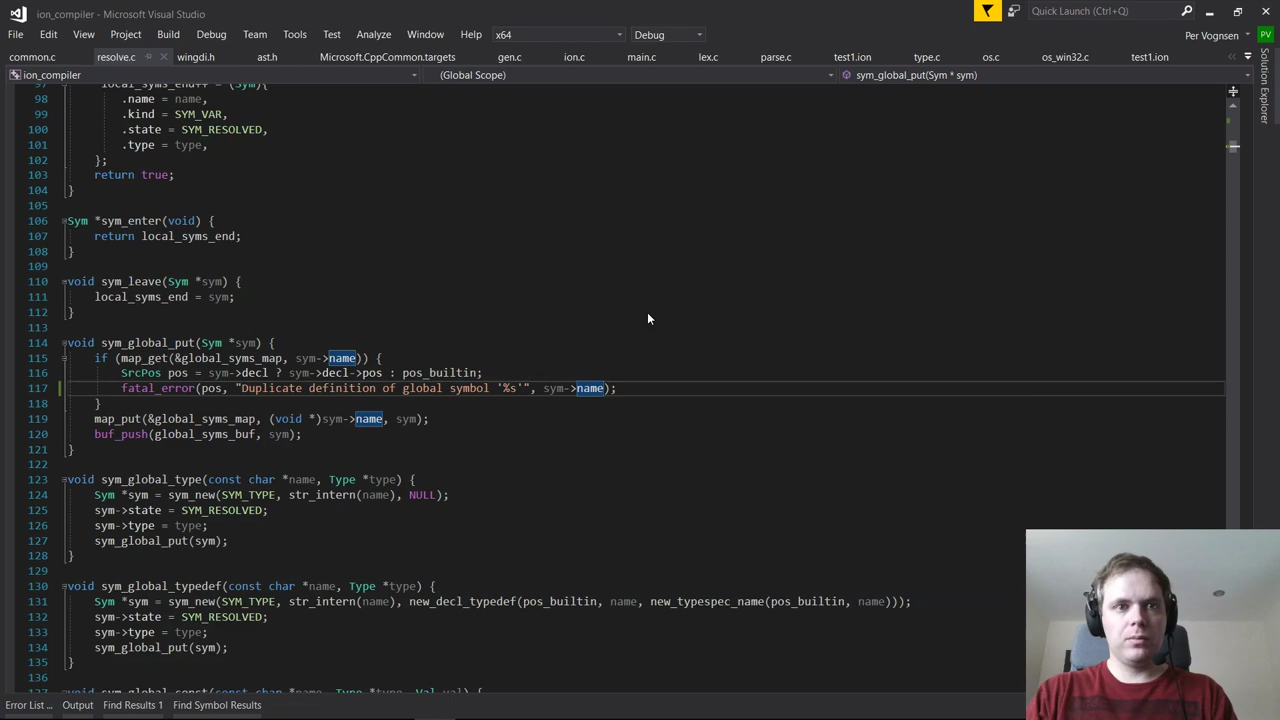 ion_compiler - Microsoft Visual Studio
Quick Launch (Ctrl+Q)
File Edit View Project Build Debug Team Tools Test Analyze Window Help x64 Debug Per Vognsen PV
common.c resolve.c wingdi.h ast.h Microsoft.CppCommon.targets gen.c ion.c main.c lex.c parse.c test1.ion type.c os.c os_win32.c test1.ion
ion_compiler (Global Scope) sym_global_put(Sym * sym)
Solution Explorer
97 local_syms_end++ = (Sym){
98 .name = name,
99 .kind = SYM_VAR,
100 .state = SYM_RESOLVED,
101 .type = type,
102 };
103 return true;
104 }
105
106 Sym *sym_enter(void) {
107 return local_syms_end;
108 }
109
110 void sym_leave(Sym *sym) {
111 local_syms_end = sym;
112 }
113
114 void sym_global_put(Sym *sym) {
115 if (map_get(&global_syms_map, sym->name)) {
116 SrcPos pos = sym->decl ? sym->decl->pos : pos_builtin;
117 fatal_error(pos, "Duplicate definition of global symbol '%s'", sym->name);
118 }
119 map_put(&global_syms_map, (void *)sym->name, sym);
120 buf_push(global_syms_buf, sym);
121 }
122
123 void sym_global_type(const char *name, Type *type) {
124 Sym *sym = sym_new(SYM_TYPE, str_intern(name), NULL);
125 sym->state = SYM_RESOLVED;
126 sym->type = type;
127 sym_global_put(sym);
128 }
129
130 void sym_global_typedef(const char *name, Type *type) {
131 Sym *sym = sym_new(SYM_TYPE, str_intern(name), new_decl_typedef(pos_builtin, name, new_typespec_name(pos_builtin, name)));
132 sym->state = SYM_RESOLVED;
133 sym->type = type;
134 sym_global_put(sym);
135 }
136
137 void sym_global_const(const char *name, Type *type, Val val) {
Error List ... Output Find Results 1 Find Symbol Results